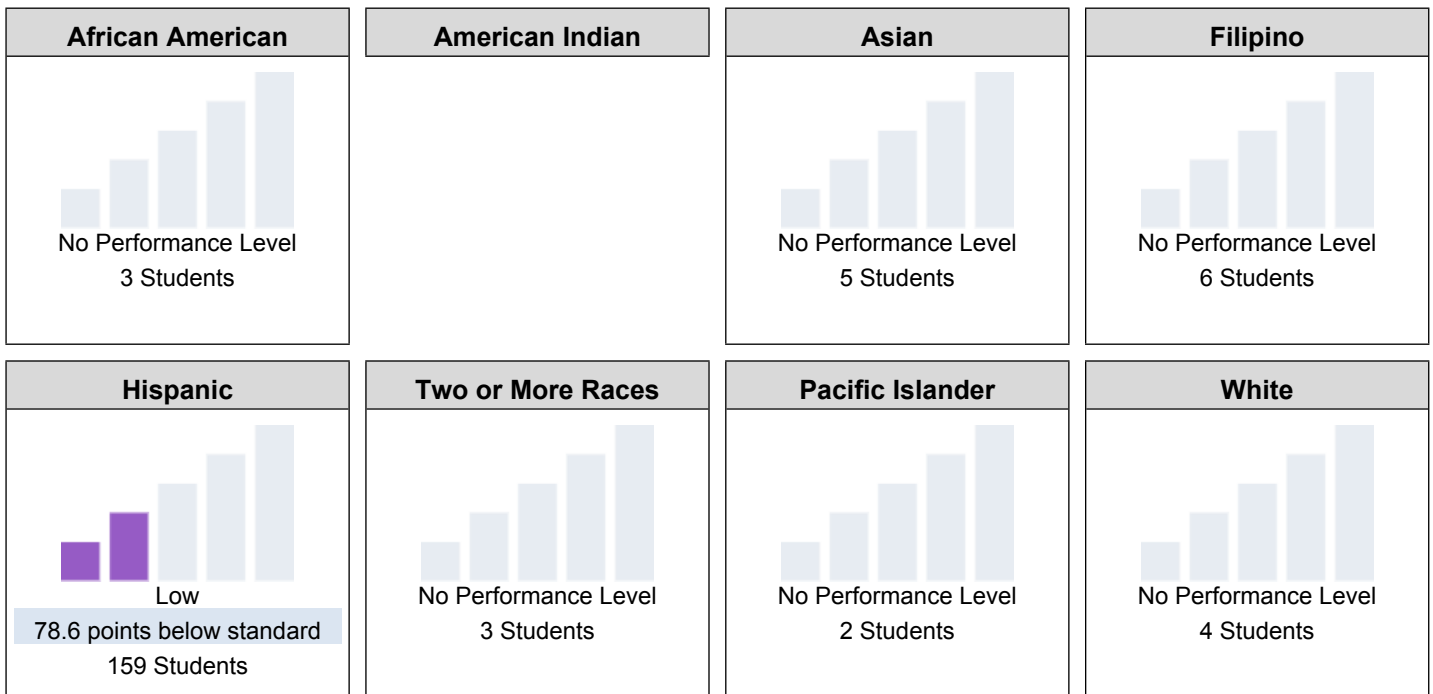 African American
No Performance Level
3 Students
American Indian
Asian
No Performance Level
5 Students
Filipino
No Performance Level
6 Students
Hispanic
Low
78.6 points below standard
159 Students
Two or More Races
No Performance Level
3 Students
Pacific Islander
No Performance Level
2 Students
White
No Performance Level
4 Students